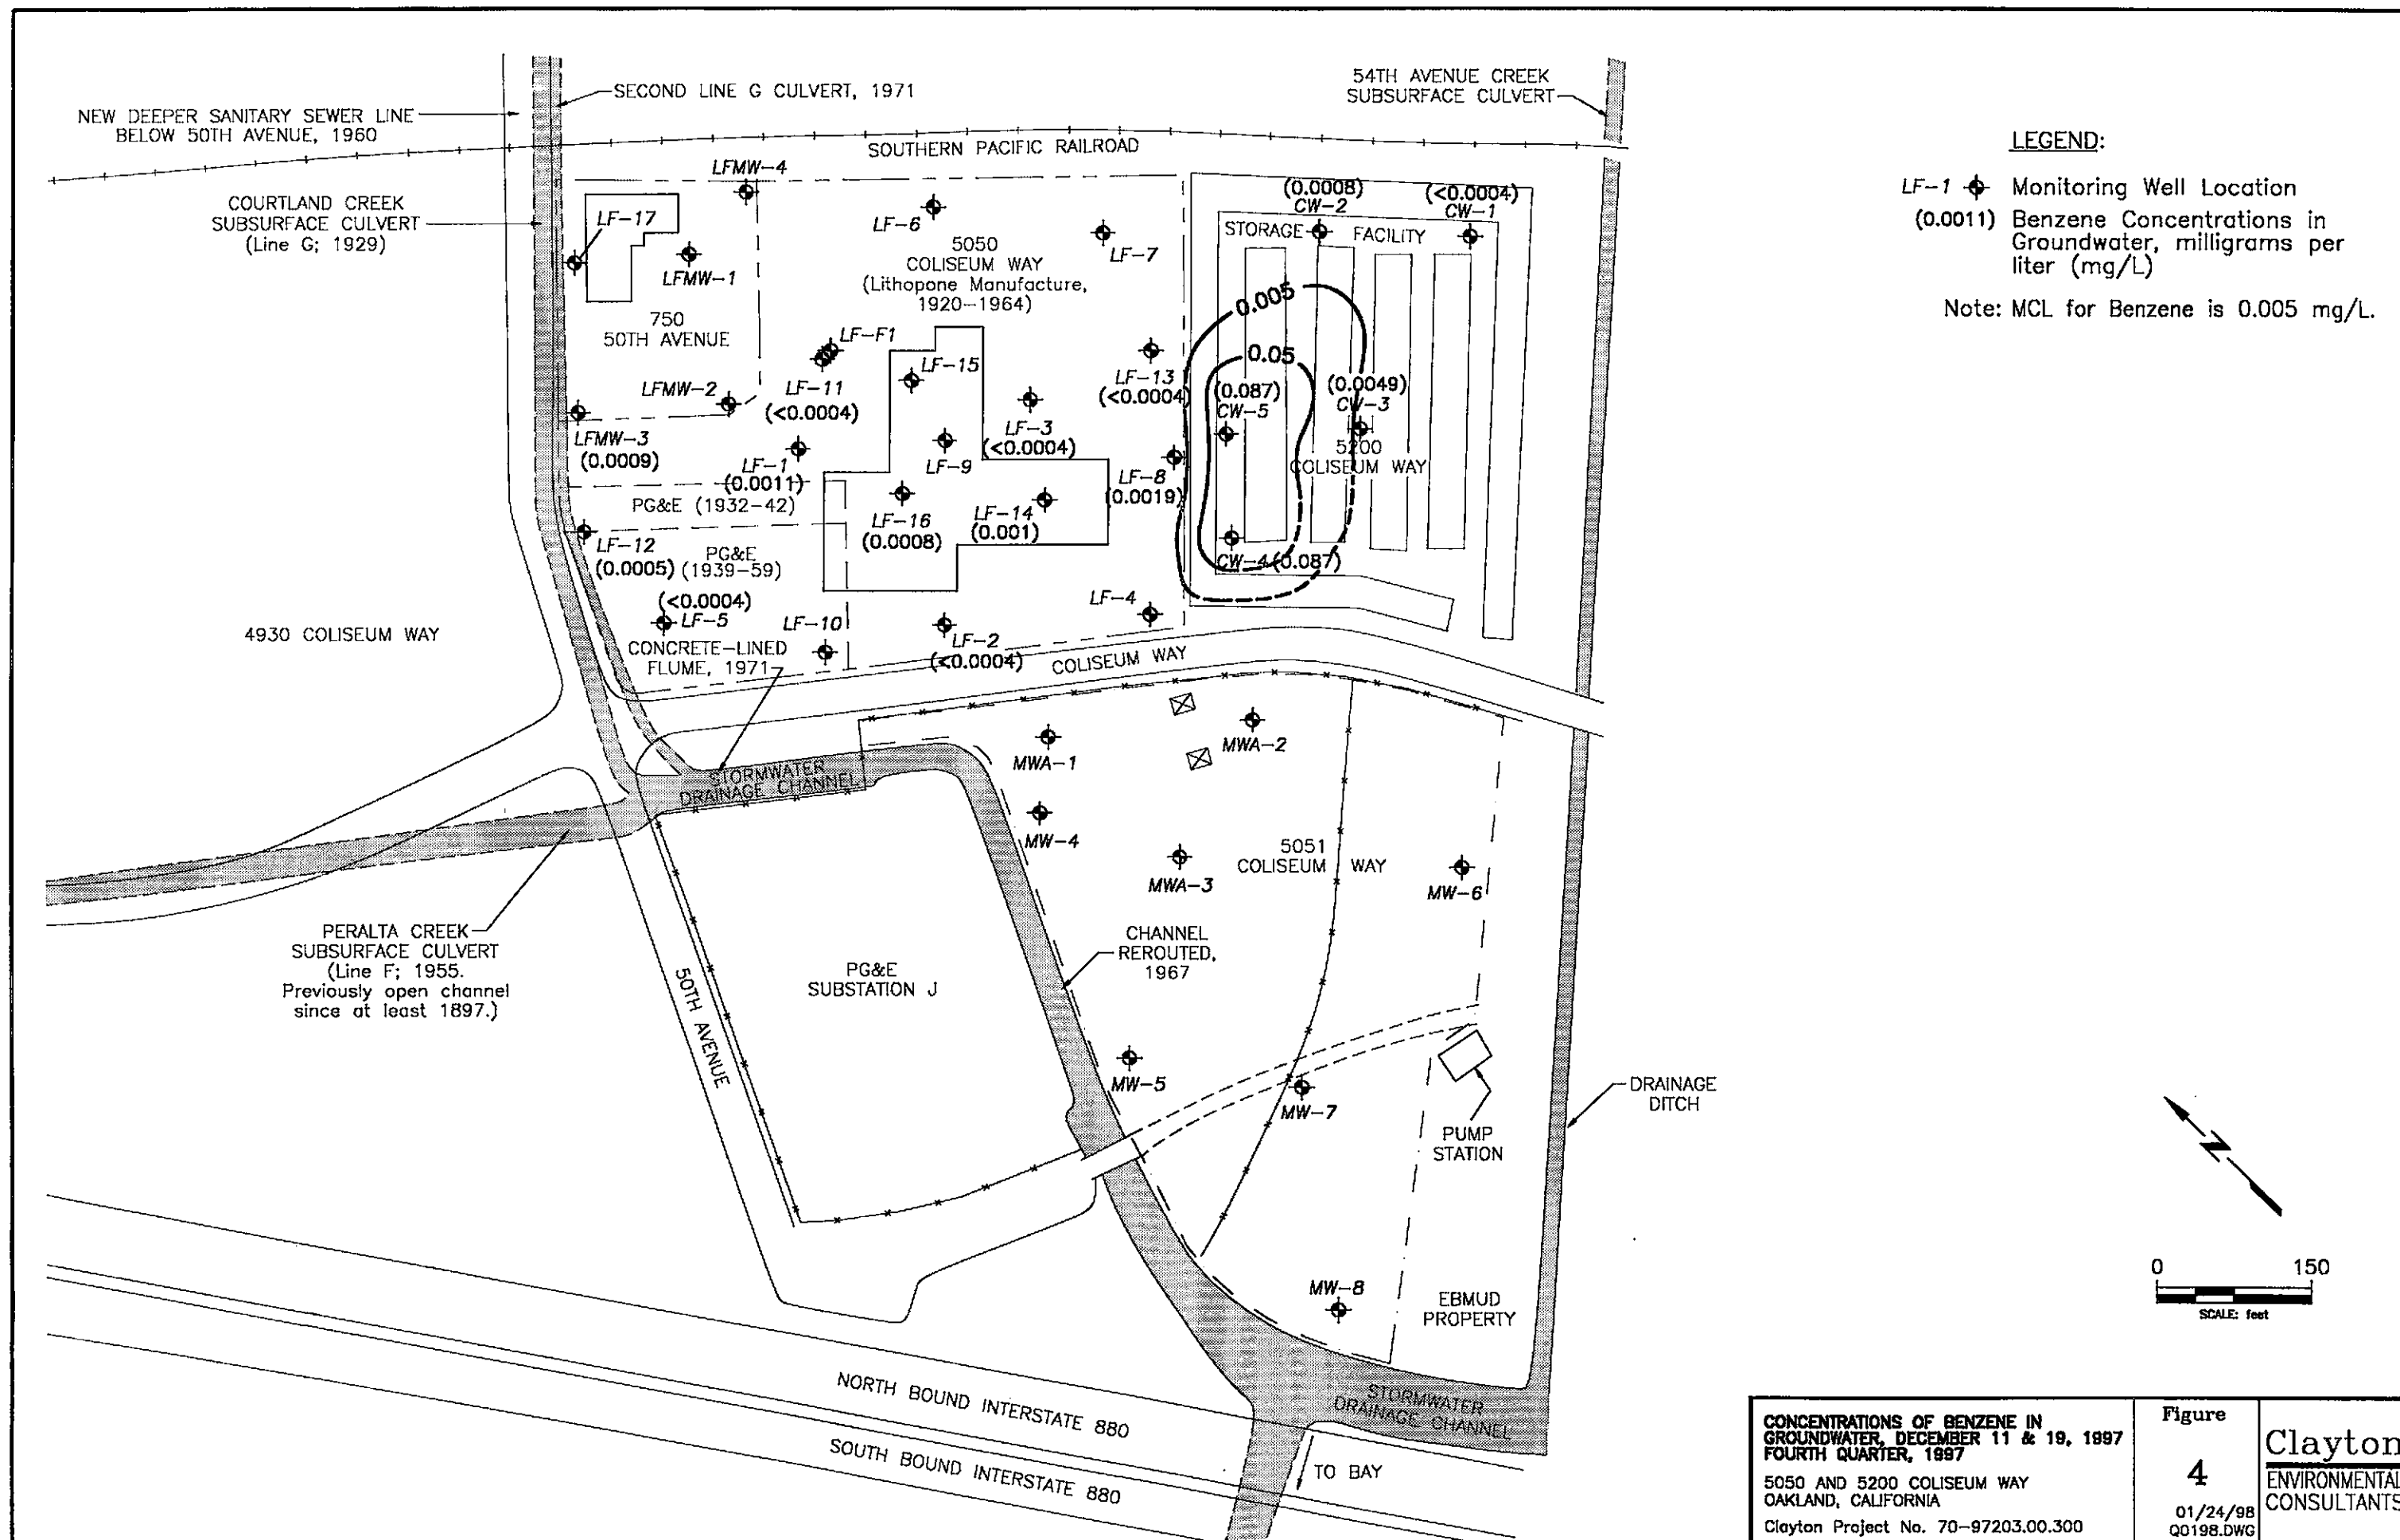 SECOND LINE G CULVERT, 1971
54TH AVENUE CREEK
SUBSURFACE CULVERT
NEW DEEPER SANITARY SEWER LINE
BELOW 50TH AVENUE, 1960
SOUTHERN PACIFIC RAILROAD
COURTLAND CREEK
SUBSURFACE CULVERT
(Line G; 1929)
LEGEND:
LF-1 Monitoring Well Location
(0.0011) Benzene Concentrations in
Groundwater, milligrams per
liter (mg/L)
Note: MCL for Benzene is 0.005 mg/L.
LFMW-4
LF-17
LFMW-1
LF-6
LF-7
(0.0008)
CW-2
(<0.0004)
CW-1
STORAGE FACILITY
5050
COLISEUM WAY
(Lithopone Manufacture,
1920-1964)
750
50TH AVENUE
0.005
0.05
LF-F1
LF-11
(<0.0004)
LF-15
LF-13
(<0.0004)
(0.087)
CW-5
(0.0049)
CW-3
LFMW-2
LFMW-3
(0.0009)
LF-3
(<0.0004)
5200
COLISEUM WAY
LF-1
(0.0011)
LF-9
LF-8
(0.0019)
PG&E (1932-42)
LF-16
(0.0008)
LF-14
(0.001)
LF-12
(0.0005)
PG&E
(1939-59)
CW-4 (0.087)
(<0.0004)
LF-5
LF-10
LF-4
LF-2
(<0.0004)
4930 COLISEUM WAY
CONCRETE-LINED
FLUME, 1971
COLISEUM WAY
MWA-1
MWA-2
STORMWATER
DRAINAGE CHANNEL
MW-4
MWA-3
5051
COLISEUM WAY
MW-6
PERALTA CREEK
SUBSURFACE CULVERT
(Line F; 1955.
Previously open channel
since at least 1897.)
CHANNEL
REROUTED,
1967
PG&E
SUBSTATION J
50TH AVENUE
MW-5
MW-7
PUMP
STATION
DRAINAGE
DITCH
MW-8
EBMUD
PROPERTY
NORTH BOUND INTERSTATE 880
SOUTH BOUND INTERSTATE 880
STORMWATER
DRAINAGE CHANNEL
TO BAY
N
0 150
SCALE: feet
CONCENTRATIONS OF BENZENE IN
GROUNDWATER, DECEMBER 11 & 19, 1997
FOURTH QUARTER, 1997
5050 AND 5200 COLISEUM WAY
OAKLAND, CALIFORNIA
Clayton Project No. 70-97203.00.300
Figure
4
01/24/98
Q0198.DWG
Clayton
ENVIRONMENTAL
CONSULTANTS